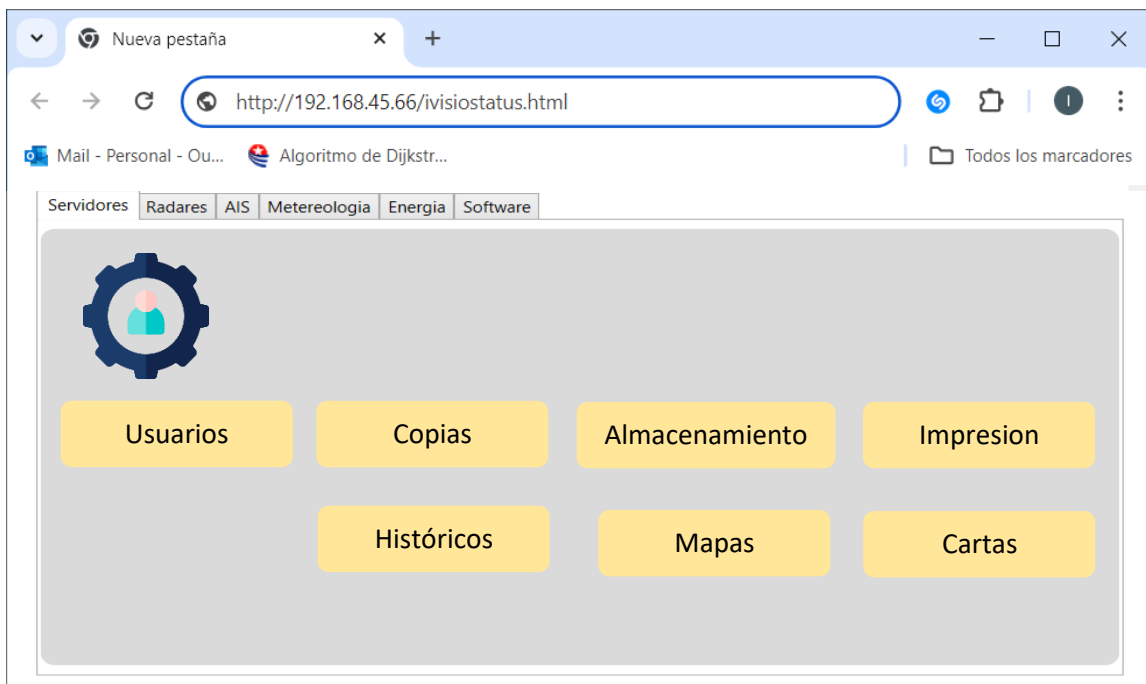 Nueva pestaña
http://192.168.45.66/ivisiostatus.html
I
Mail - Personal - Ou... Algoritmo de Dijkstr... Todos los marcadores
Servidores Radares AIS Metereologia Energia Software
Usuarios Copias Almacenamiento Impresion
Históricos Mapas Cartas